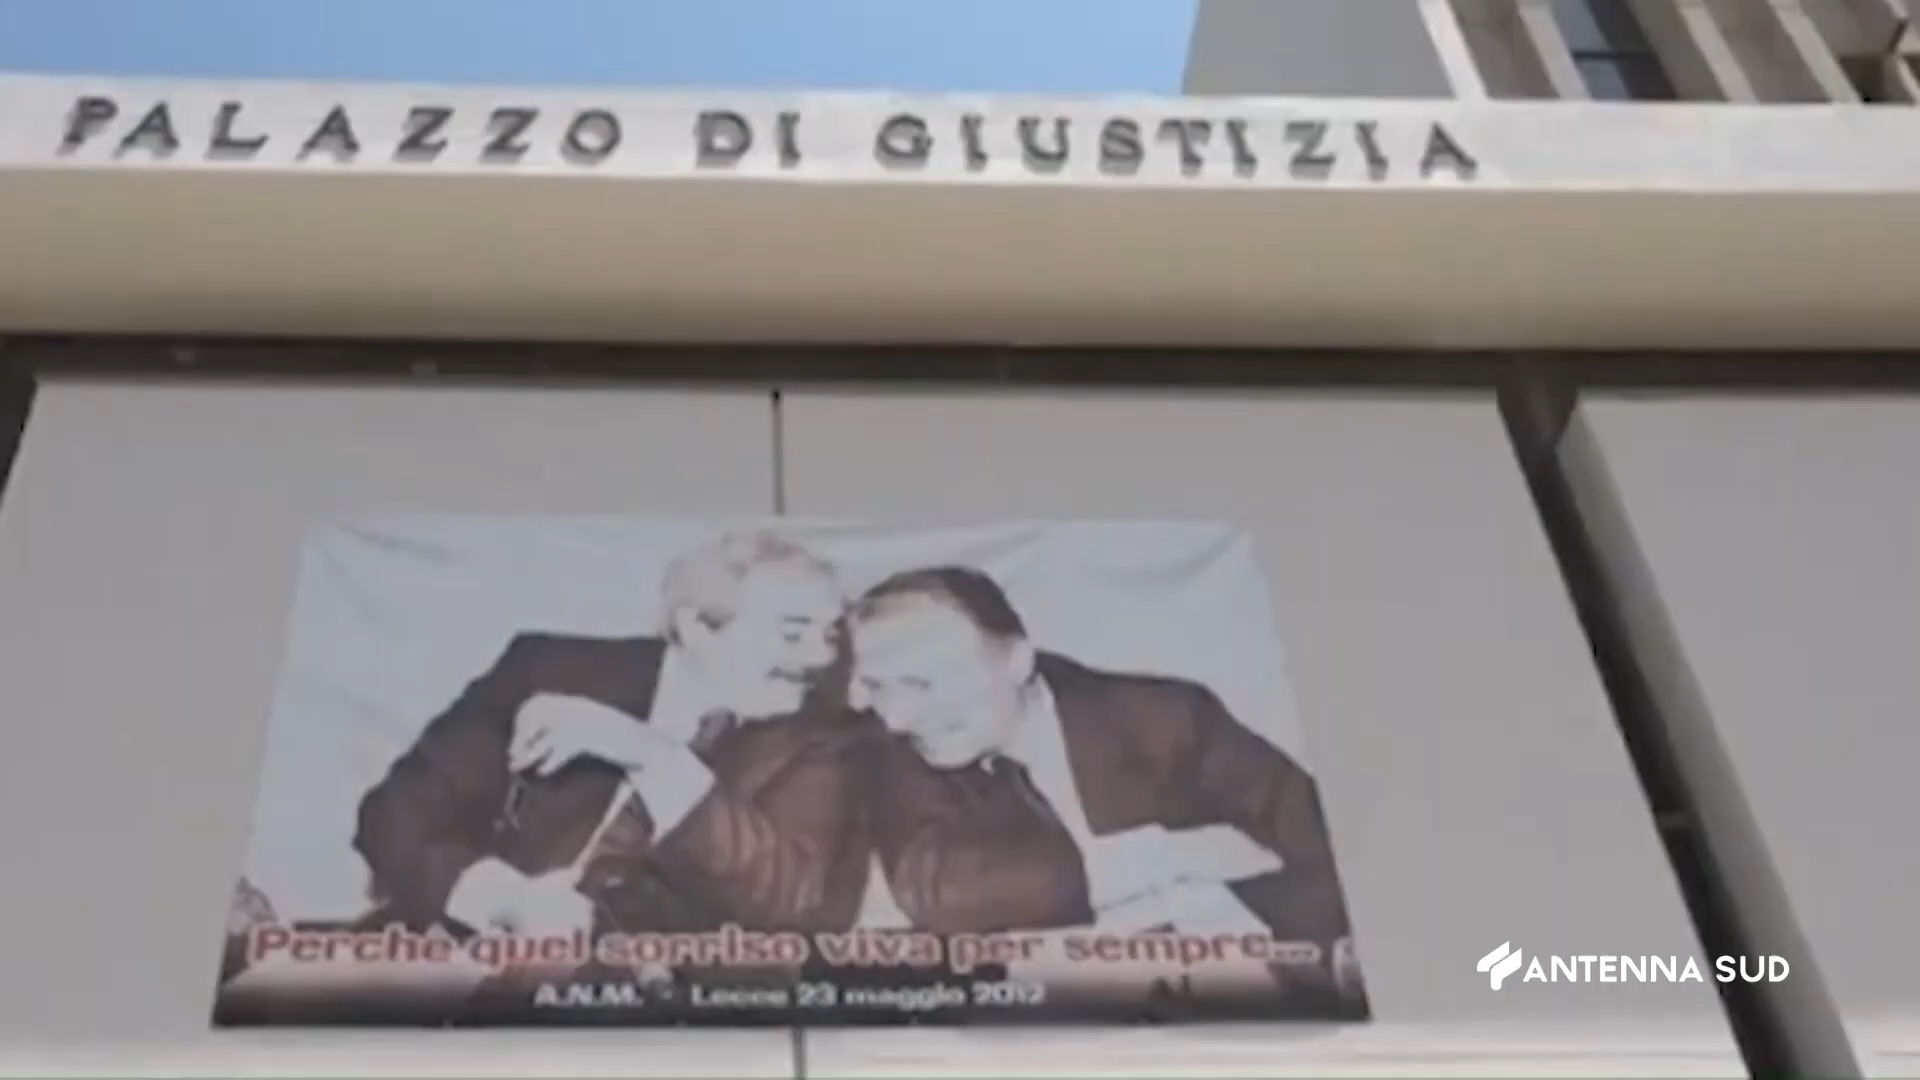 PALAZZO DI GIUSTIZIA
Perché quel sorriso viva per sempre...
A.N.M. - Lecce 23 maggio 2012
ANTENNA SUD